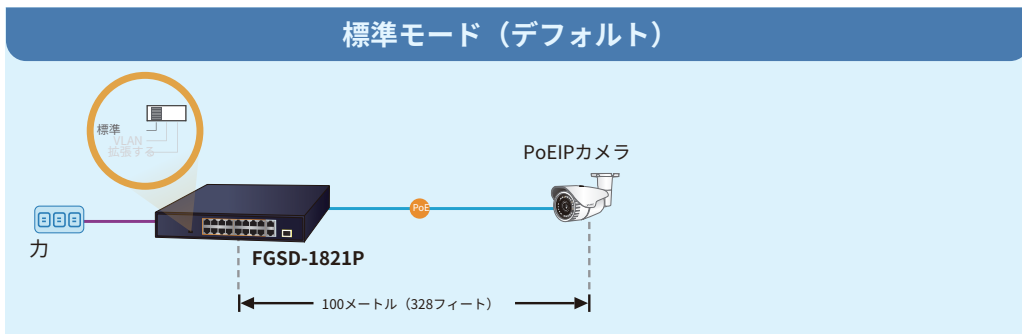 標準モード（デフォルト）
標準
VLAN
拡張する
PoEIPカメラ
PoE
力
FGSD-1821P
100メートル（328フィート）